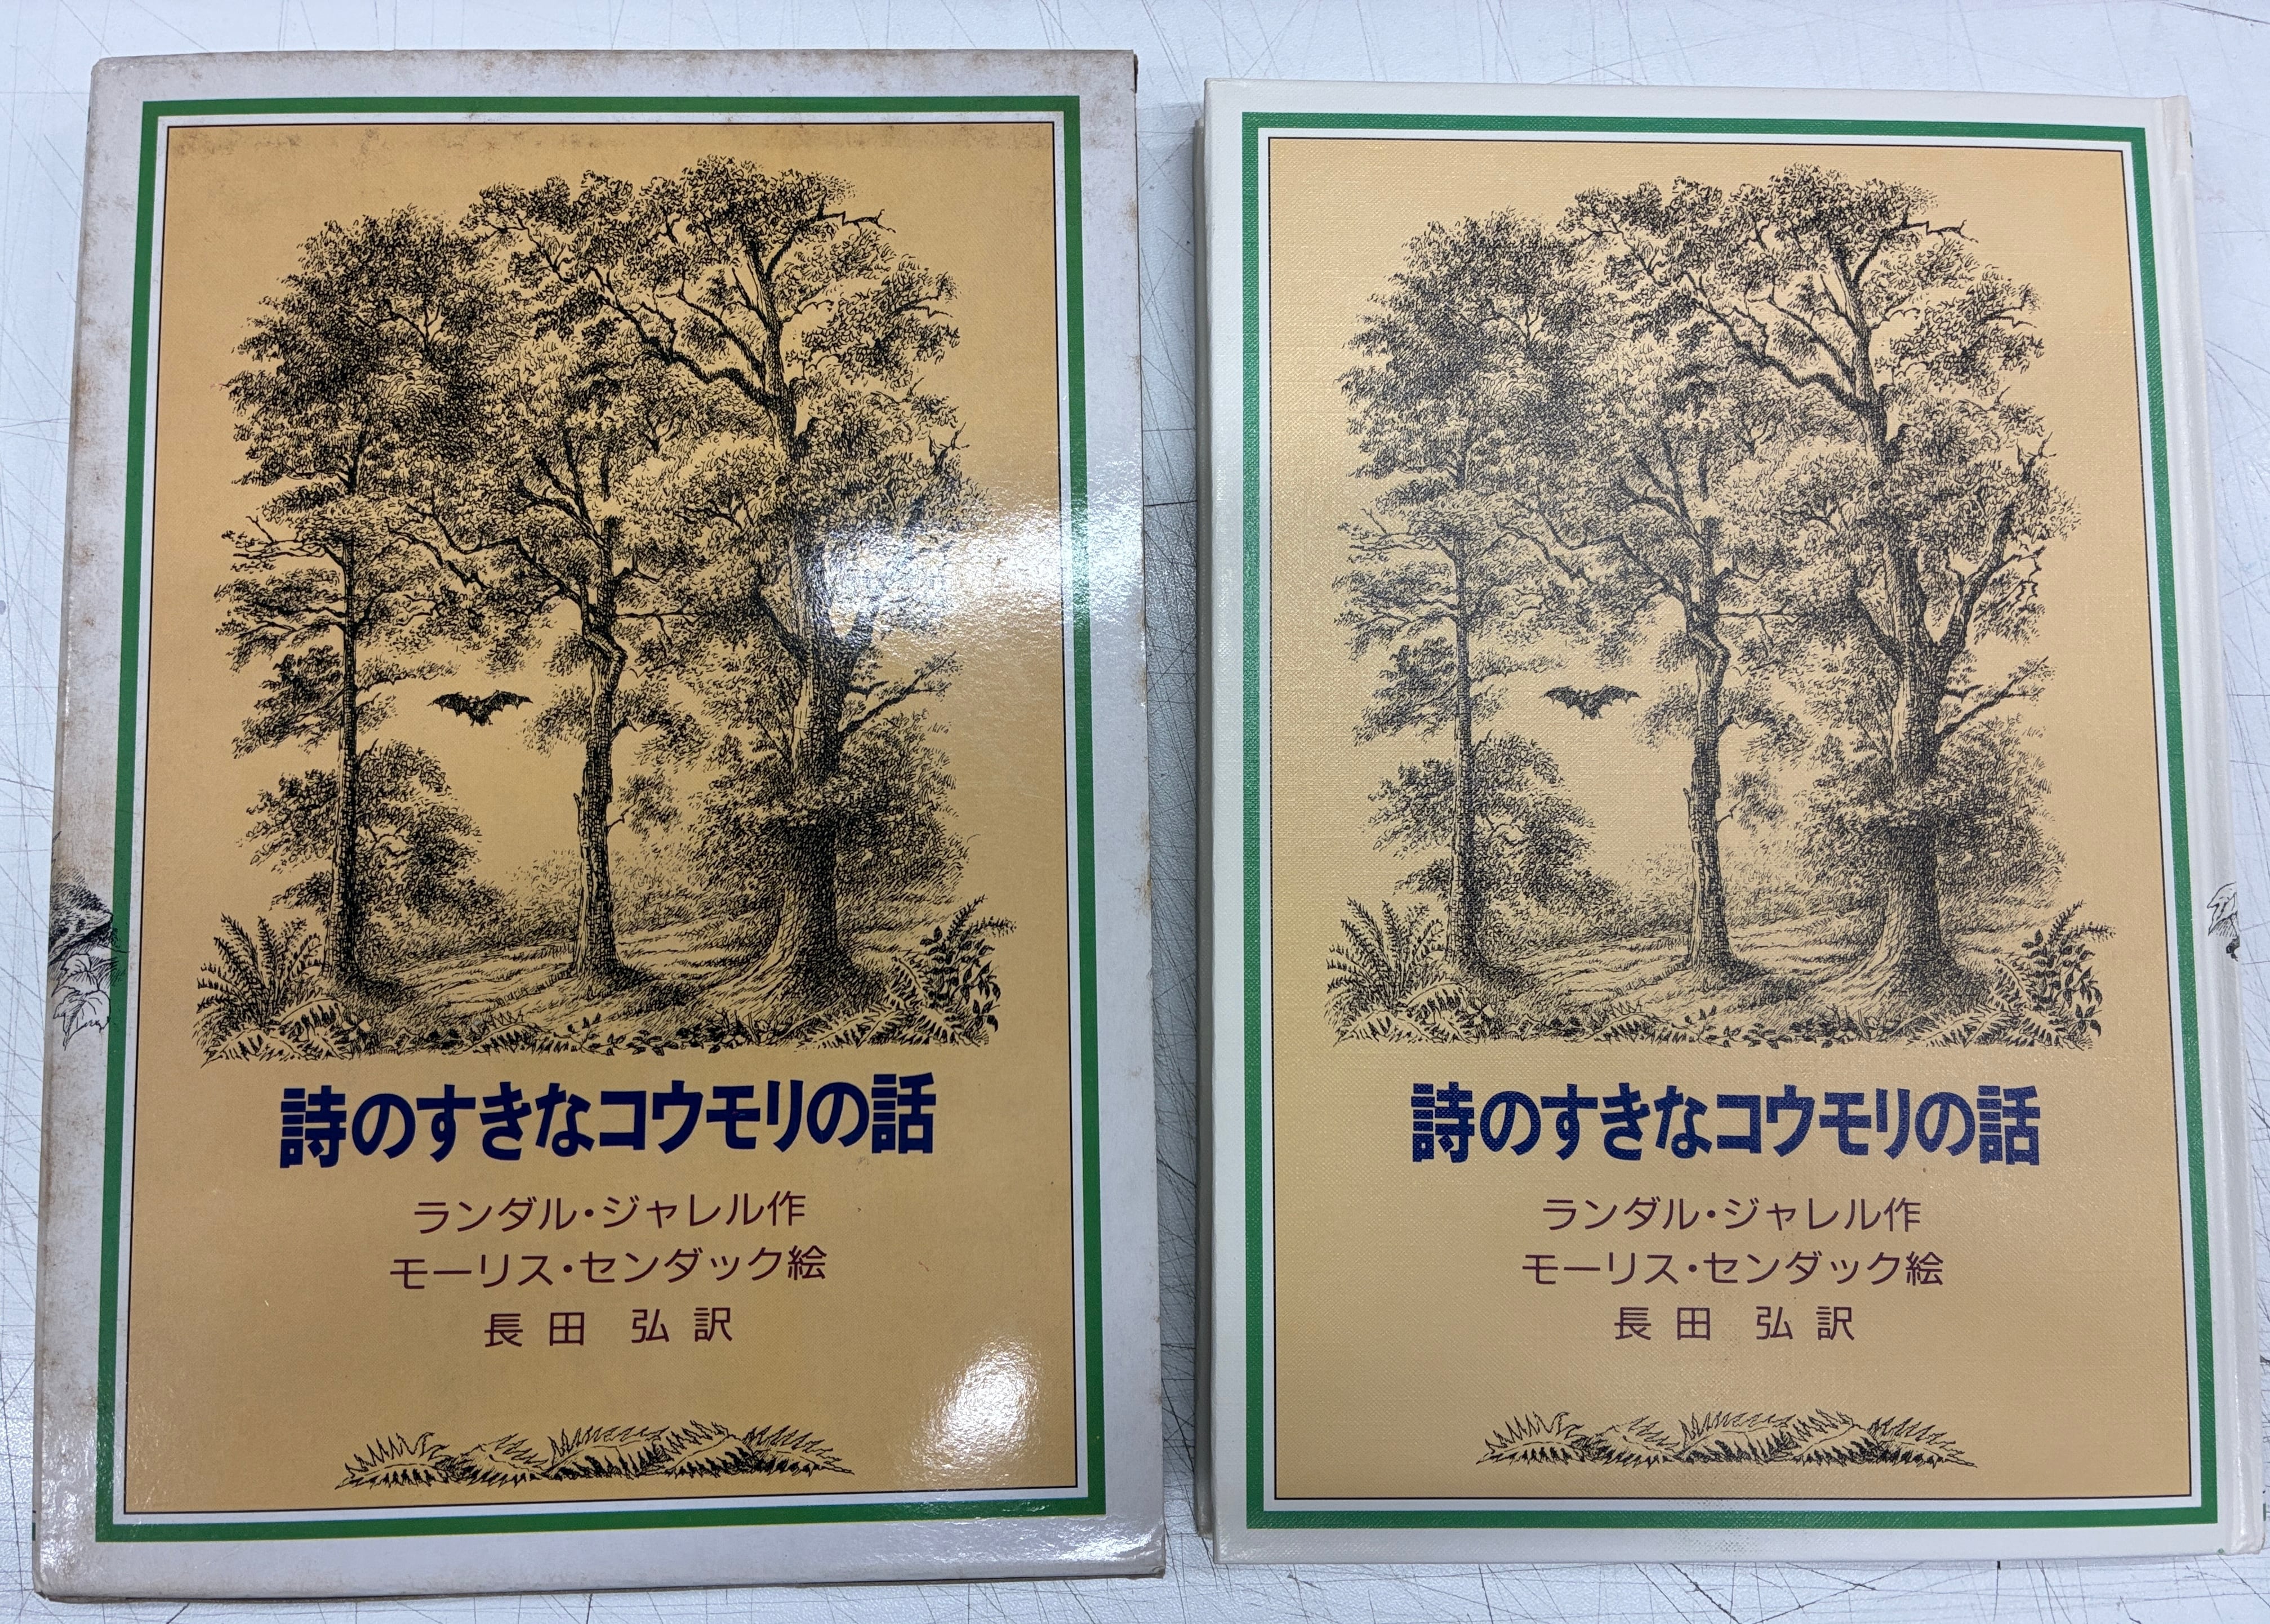 詩のすきなコウモリの話
ランダル・ジャレル作
モーリス・センダック絵
長田 弘訳
詩のすきなコウモリの話
ランダル・ジャレル作
モーリス・センダック絵
長田 弘訳